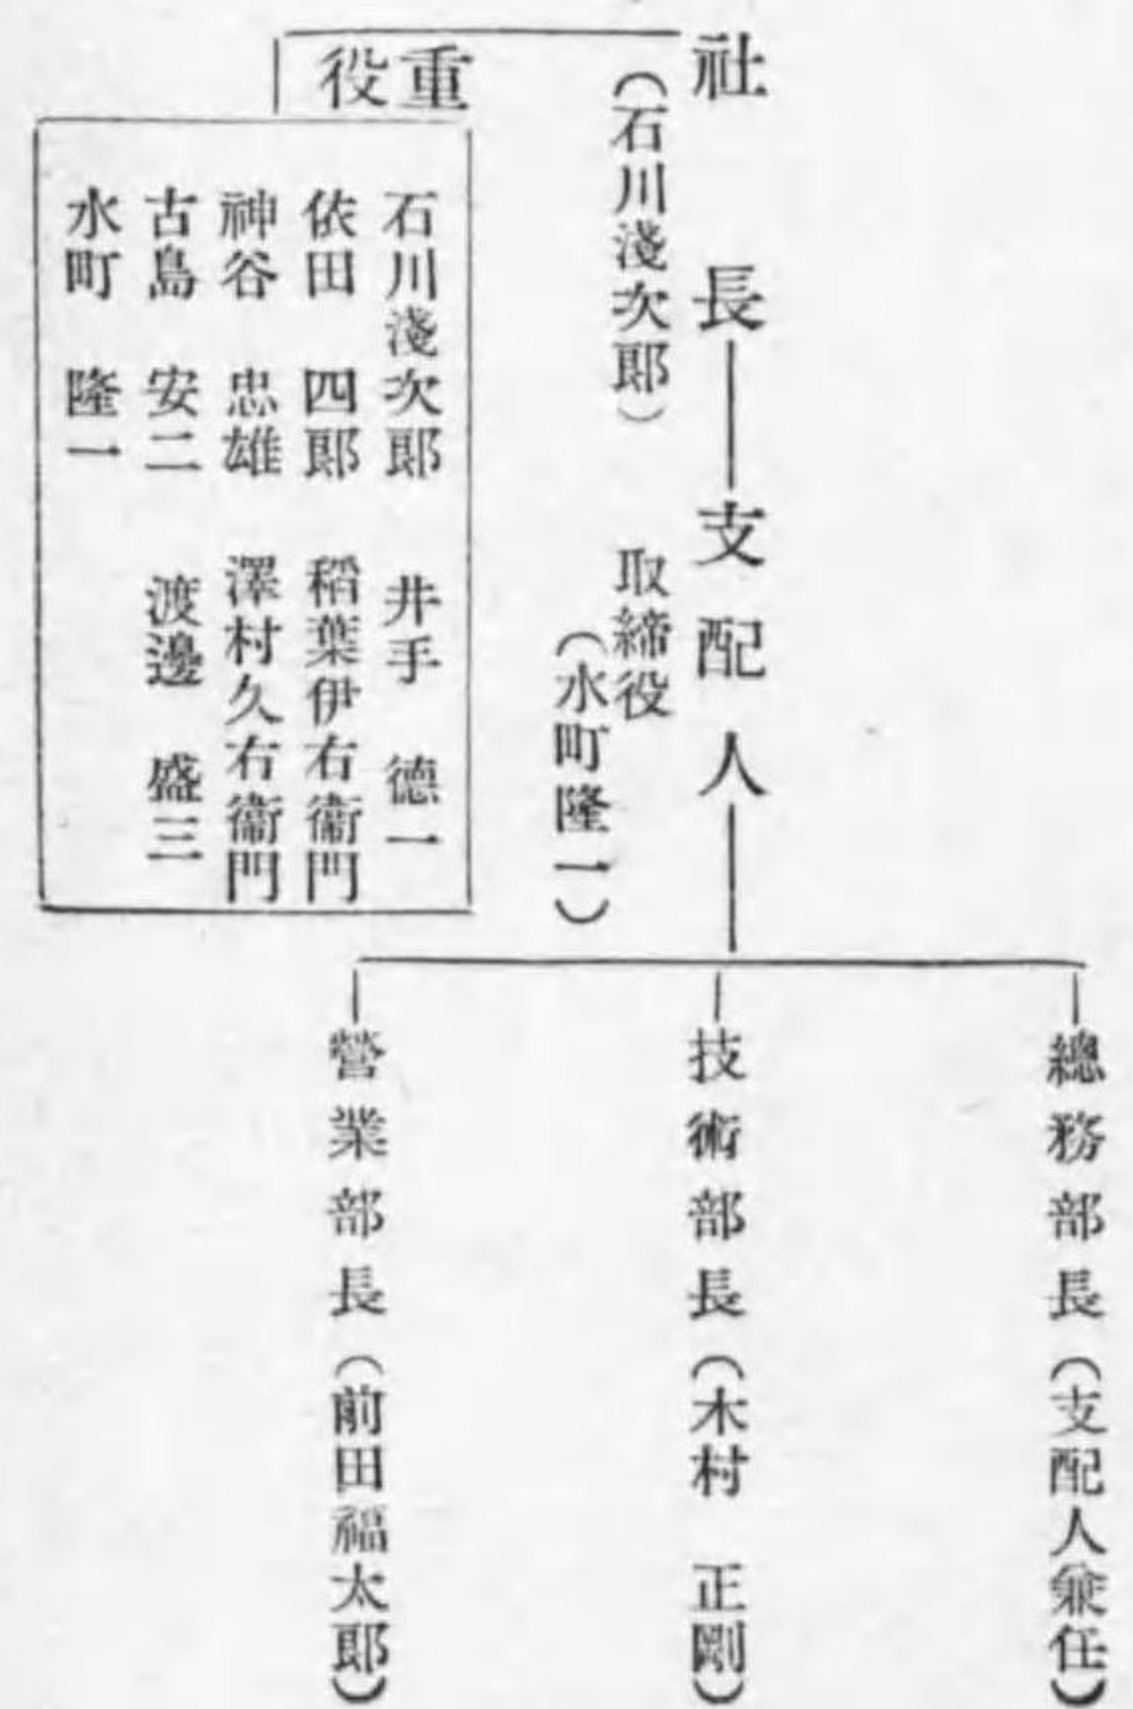 社長―支配人
(石川淺次郎)
取締役
(水町隆一)
總務部長(支配人兼任)
技術部長(木村 正剛)
營業部長(前田福太郎)
重役
石川淺次郎 井手 德一
依田 四郎 稻葉伊右衞門
神谷 忠雄 澤村久右衞門
古島 安二 渡邊 盛三
水町 隆一